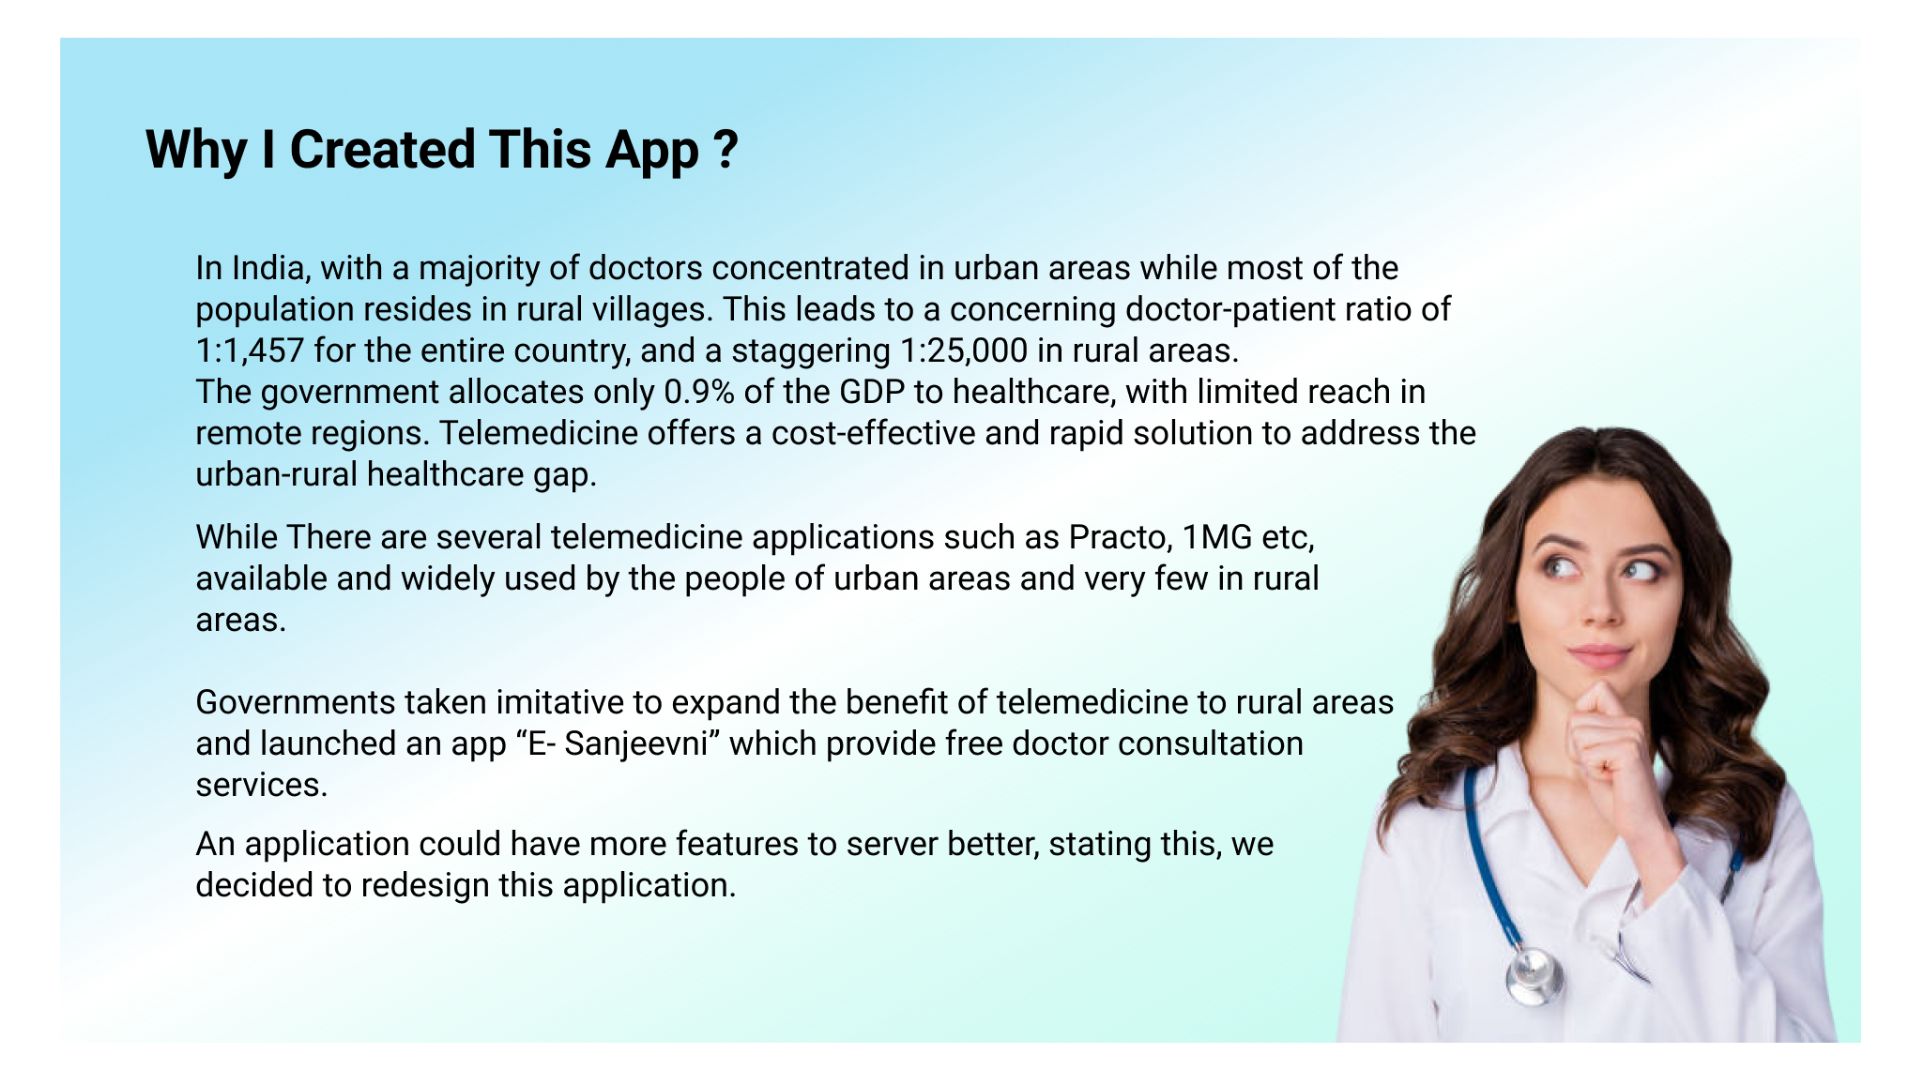 Why I Created This App ?
In India, with a majority of doctors concentrated in urban areas while most of the
population resides in rural villages. This leads to a concerning doctor-patient ratio of
1:1,457 for the entire country, and a staggering 1:25,000 in rural areas.
The government allocates only 0.9% of the GDP to healthcare, with limited reach in
remote regions. Telemedicine offers a cost-effective and rapid solution to address the
urban-rural healthcare gap.
While There are several telemedicine applications such as Practo, 1MG etc,
available and widely used by the people of urban areas and very few in rural
areas.
Governments taken imitative to expand the benefit of telemedicine to rural areas
and launched an app “E- Sanjeevni” which provide free doctor consultation
services.
An application could have more features to server better, stating this, we
decided to redesign this application.